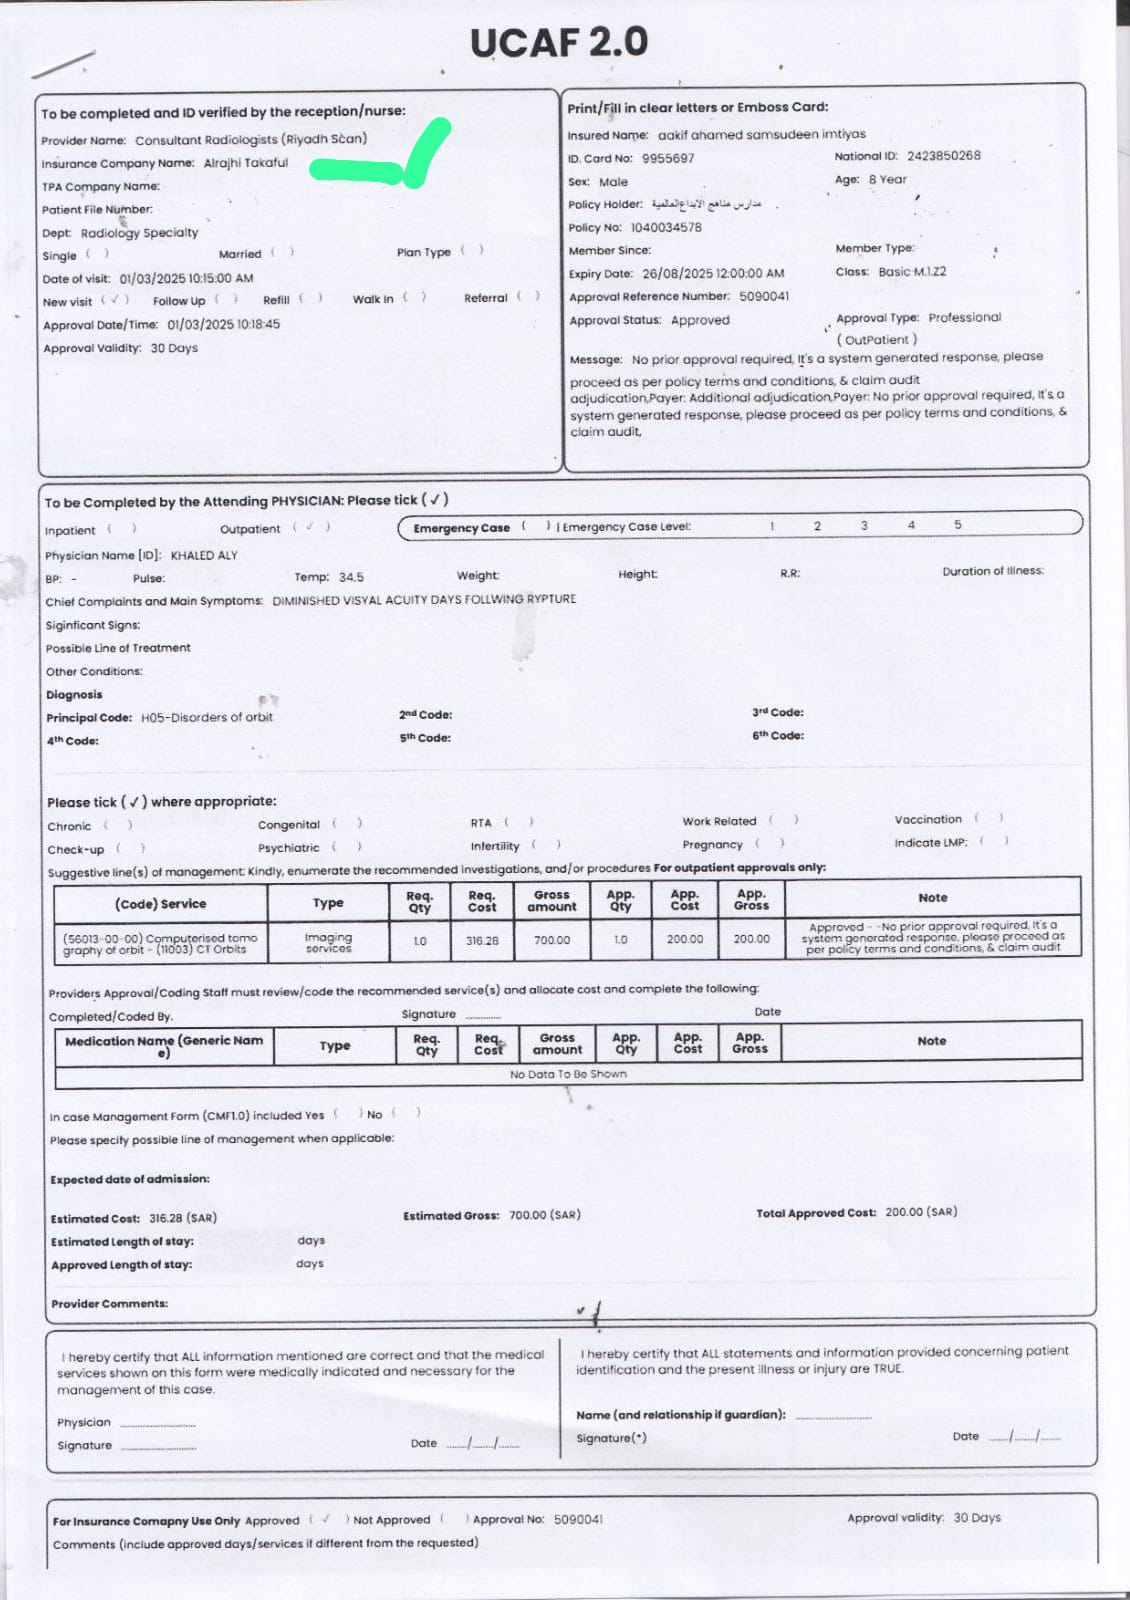 UCAF 2.0
To be completed and ID verified by the reception/nurse:
Provider Name: Consultant Radiologists (Riyadh Scan)
Insurance Company Name: Alrajhi Takaful
TPA Company Name:
Patient File Number:
Dept: Radiology Specialty
Single ( ) Married ( ) Plan Type ( )
Date of visit: 01/03/2025 10:15:00 AM
New visit ( ✓ ) Follow Up ( ) Refill ( ) Walk in ( ) Referral ( )
Approval Date/Time: 01/03/2025 10:18:45
Approval Validity: 30 Days
Print/Fill in clear letters or Emboss Card:
Insured Name: aakif ahamed samsudeen imtiyas
ID. Card No: 9955697 National ID: 2423850268
Sex: Male Age: 8 Year
Policy Holder: مدارس مناهج الابداع العالمية
Policy No: 1040034578
Member Since: Member Type:
Expiry Date: 26/08/2025 12:00:00 AM Class: Basic M.1.Z2
Approval Reference Number: 5090041
Approval Status: Approved Approval Type: Professional
( OutPatient )
Message: No prior approval required, It's a system generated response, please
proceed as per policy terms and conditions, & claim audit
adjudication,Payer: Additional adjudication,Payer: No prior approval required, It's a
system generated response, please proceed as per policy terms and conditions, &
claim audit,
To be Completed by the Attending PHYSICIAN: Please tick ( ✓ )
Inpatient ( ) Outpatient ( ✓ ) Emergency Case ( ) | Emergency Case Level: 1 2 3 4 5
Physician Name [ID]: KHALED ALY
BP: - Pulse: Temp: 34.5 Weight: Height: R.R: Duration of Illness:
Chief Complaints and Main Symptoms: DIMINISHED VISYAL ACUITY DAYS FOLLWING RYPTURE
Siginficant Signs:
Possible Line of Treatment
Other Conditions:
Diagnosis
Principal Code: H05-Disorders of orbit 2nd Code: 3rd Code:
4th Code: 5th Code: 6th Code:
Please tick ( ✓ ) where appropriate:
Chronic ( ) Congenital ( ) RTA ( ) Work Related ( ) Vaccination ( )
Check-up ( ) Psychiatric ( ) Infertility ( ) Pregnancy ( ) Indicate LMP: ( )
Suggestive line(s) of management: Kindly, enumerate the recommended investigations, and/or procedures For outpatient approvals only:
(Code) Service Type Req. Qty Req. Cost Gross amount App. Qty App. Cost App. Gross Note
(56013-00-00) Computerised tomo
graphy of orbit - (11003) CT Orbits Imaging services 1.0 316.28 700.00 1.0 200.00 200.00 Approved - -No prior approval required, It's a
system generated response, please proceed as
per policy terms and conditions, & claim audit
Providers Approval/Coding Staff must review/code the recommended service(s) and allocate cost and complete the following:
Completed/Coded By. Signature ............ Date
Medication Name (Generic Nam
e) Type Req. Qty Req. Cost Gross amount App. Qty App. Cost App. Gross Note
No Data To Be Shown
In case Management Form (CMF1.0) included Yes ( ) No ( )
Please specify possible line of management when applicable:
Expected date of admission:
Estimated Cost: 316.28 (SAR) Estimated Gross: 700.00 (SAR) Total Approved Cost: 200.00 (SAR)
Estimated Length of stay: days
Approved Length of stay: days
Provider Comments:
I hereby certify that ALL information mentioned are correct and that the medical
services shown on this form were medically indicated and necessary for the
management of this case.
Physician ....................
Signature .................... Date ...../...../.....
I hereby certify that ALL statements and information provided concerning patient
identification and the present illness or injury are TRUE.
Name (and relationship if guardian): ....................
Signature(*) Date ...../...../.....
For Insurance Comapny Use Only Approved ( ✓ ) Not Approved ( ) Approval No: 5090041 Approval validity: 30 Days
Comments (include approved days/services if different from the requested)